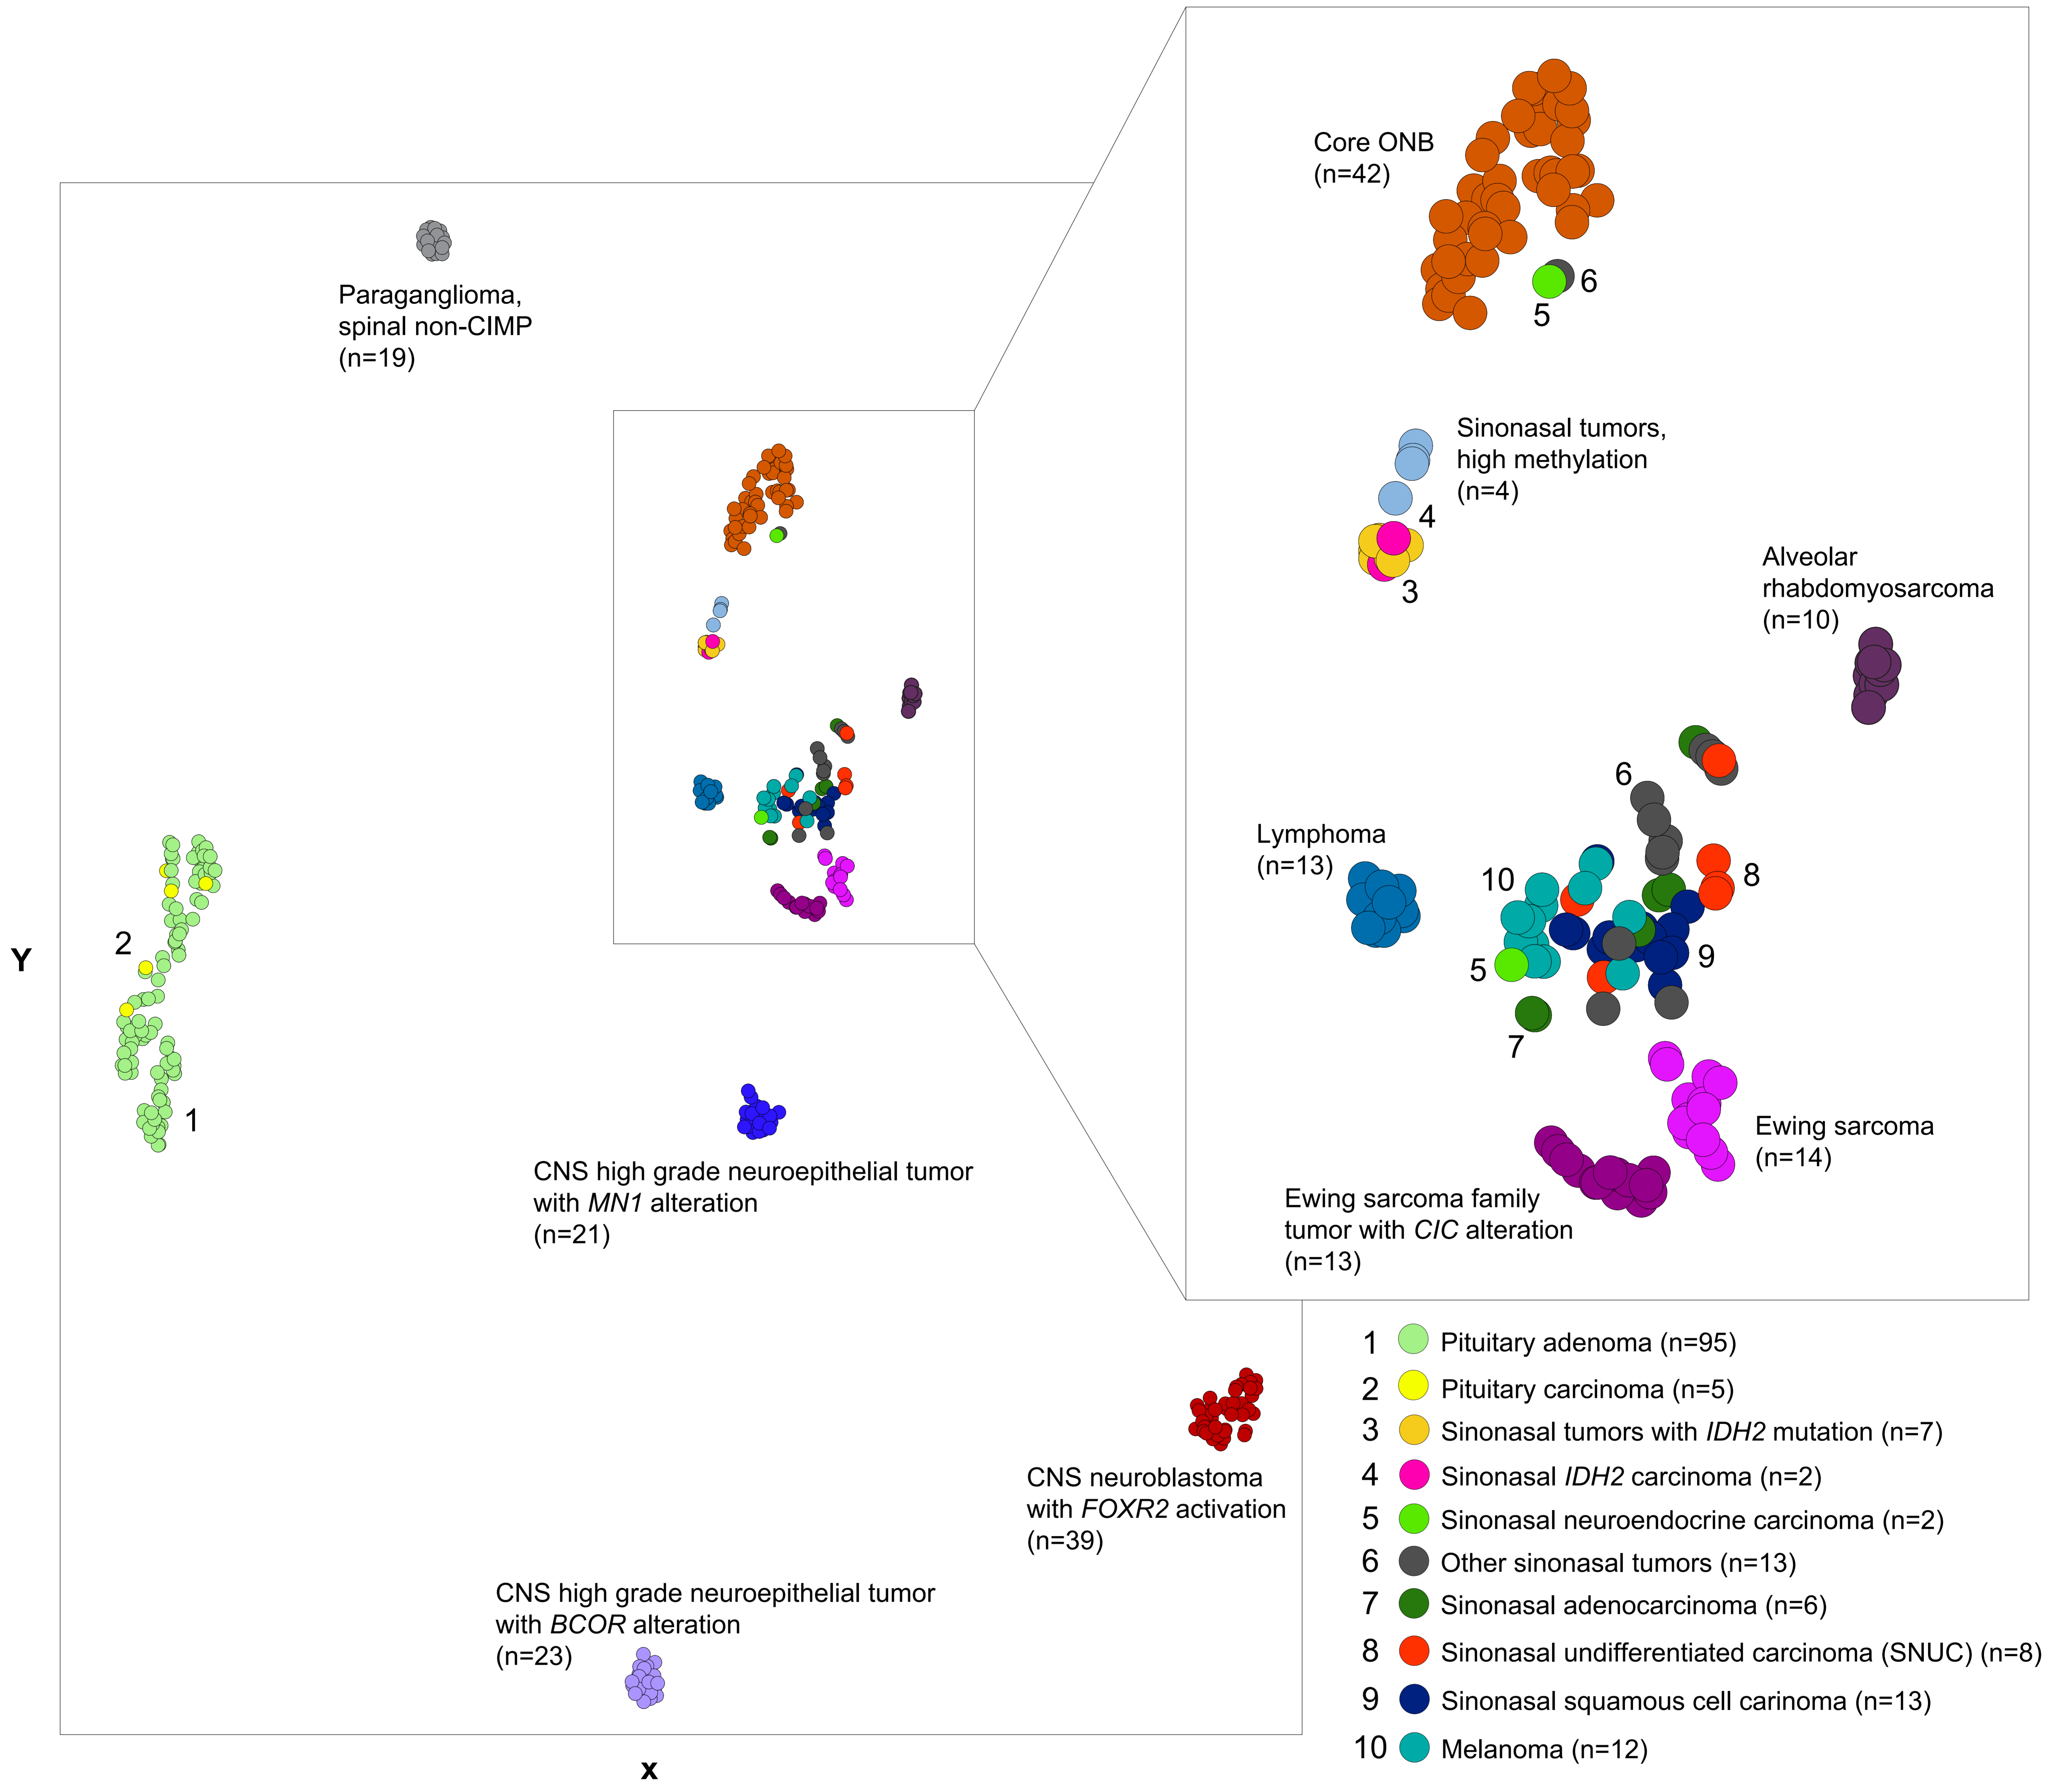 Core ONB
(n=42)
6
5
Paraganglioma,
spinal non-CIMP
(n=19)
Sinonasal tumors,
high methylation
(n=4)
4
3
Alveolar
rhabdomyosarcoma
(n=10)
6
Lymphoma
(n=13)
10
8
5
9
7
Ewing sarcoma
(n=14)
Ewing sarcoma family
tumor with CIC alteration
(n=13)
2
Y
1
CNS high grade neuroepithelial tumor
with MN1 alteration
(n=21)
CNS neuroblastoma
with FOXR2 activation
(n=39)
CNS high grade neuroepithelial tumor
with BCOR alteration
(n=23)
x
1 Pituitary adenoma (n=95)
2 Pituitary carcinoma (n=5)
3 Sinonasal tumors with IDH2 mutation (n=7)
4 Sinonasal IDH2 carcinoma (n=2)
5 Sinonasal neuroendocrine carcinoma (n=2)
6 Other sinonasal tumors (n=13)
7 Sinonasal adenocarcinoma (n=6)
8 Sinonasal undifferentiated carcinoma (SNUC) (n=8)
9 Sinonasal squamous cell carinoma (n=13)
10 Melanoma (n=12)